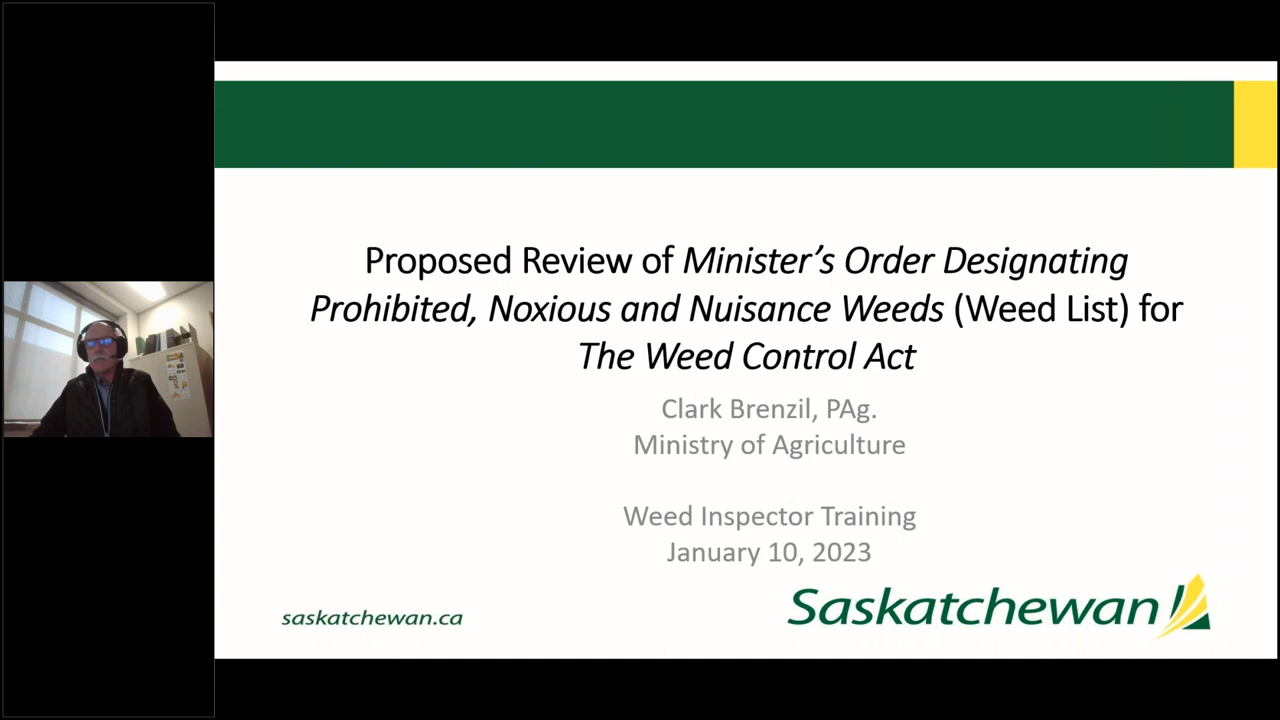 Proposed Review of Minister’s Order Designating
Prohibited, Noxious and Nuisance Weeds (Weed List) for
The Weed Control Act
Clark Brenzil, PAg.
Ministry of Agriculture
Weed Inspector Training
January 10, 2023
saskatchewan.ca
Saskatchewan